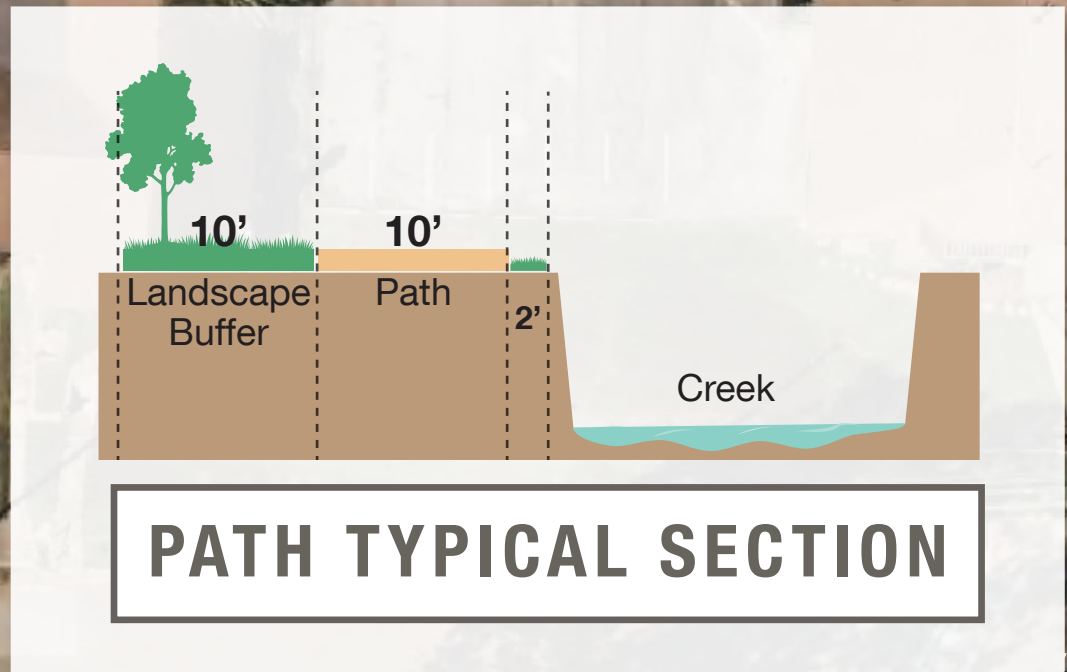 10’
10’
Landscape
Buffer
Path
2’
Creek
PATH TYPICAL SECTION